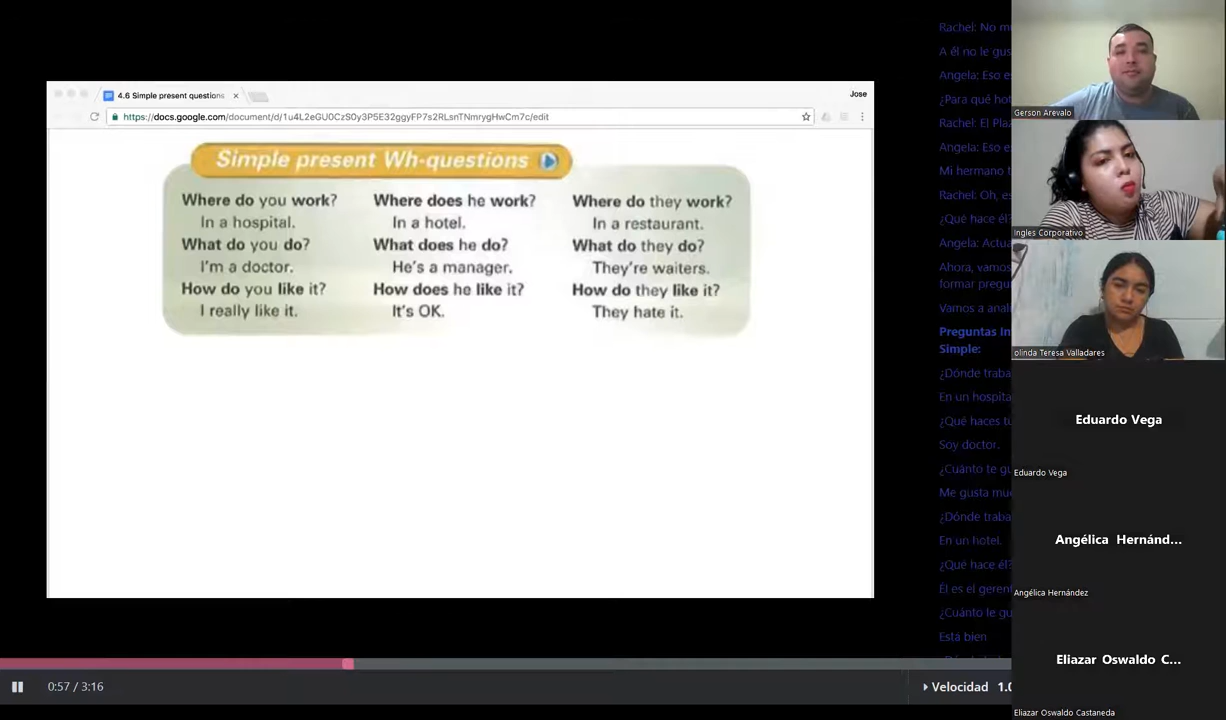 4.6 Simple present questions
Jose
https://docs.google.com/document/d/1u4L2eGU0CzS0y3P5E32ggyFP7s2RLsnTNmrygHwCm7c/edit
Simple present Wh-questions
Where do you work?
In a hospital.
What do you do?
I'm a doctor.
How do you like it?
I really like it.
Where does he work?
In a hotel.
What does he do?
He's a manager.
How does he like it?
It's OK.
Where do they work?
In a restaurant.
What do they do?
They're waiters.
How do they like it?
They hate it.
0:57 / 3:16
Velocidad 1.0
Rachel: No m
A él no le gus
Angela: Eso e
¿Para qué hot
Rachel: El Pla
Angela: Eso e
Mi hermano t
Rachel: Oh, es
¿Qué hace él?
Angela: Actua
Ahora, vamos
formar pregu
Vamos a anal
Preguntas In
Simple:
¿Dónde traba
En un hospita
¿Qué haces tú
Soy doctor.
¿Cuánto te gu
Me gusta muc
¿Dónde traba
En un hotel.
¿Qué hace él?
Él es el geren
¿Cuánto le gu
Está bien
Gerson Arevalo
Ingles Corporativo
olinda Teresa Valladares
Eduardo Vega
Eduardo Vega
Angélica Hernánd...
Angélica Hernández
Eliazar Oswaldo C...
Eliazar Oswaldo Castaneda